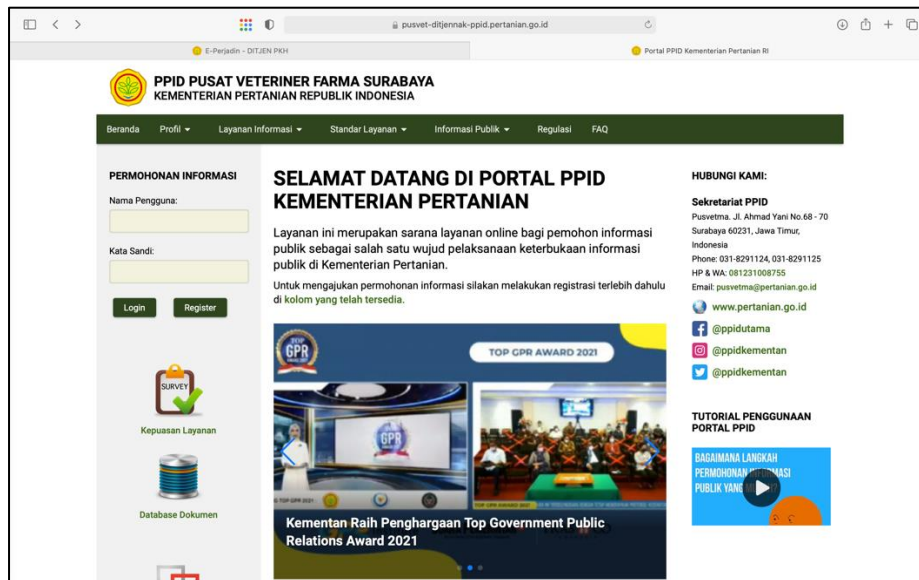 pusvet-ditjennak-ppid.pertanian.go.id
E-Perjadin - DITJEN PKH
Portal PPID Kementerian Pertanian RI
PPID PUSAT VETERINER FARMA SURABAYA
KEMENTERIAN PERTANIAN REPUBLIK INDONESIA
Beranda Profil Layanan Informasi Standar Layanan Informasi Publik Regulasi FAQ
PERMOHONAN INFORMASI
Nama Pengguna:
Kata Sandi:
Login Register
SURVEY
Kepuasan Layanan
Database Dokumen
SELAMAT DATANG DI PORTAL PPID
KEMENTERIAN PERTANIAN
Layanan ini merupakan sarana layanan online bagi pemohon informasi
publik sebagai salah satu wujud pelaksanaan keterbukaan informasi
publik di Kementerian Pertanian.
Untuk mengajukan permohonan informasi silakan melakukan registrasi terlebih dahulu
di kolom yang telah tersedia.
TOP
GPR
TOP GPR AWARD 2021
GPR
Kementan Raih Penghargaan Top Government Public
Relations Award 2021
HUBUNGI KAMI:
Sekretariat PPID
Pusvetma. Jl. Ahmad Yani No.68 - 70
Surabaya 60231, Jawa Timur,
Indonesia
Phone: 031-8291124, 031-8291125
HP & WA: 081231008755
Email: pusvetma@pertanian.go.id
www.pertanian.go.id
@ppidutama
@ppidkementan
@ppidkementan
TUTORIAL PENGGUNAAN
PORTAL PPID
BAGAIMANA LANGKAH
PERMOHONAN INFORMASI
PUBLIK YANG